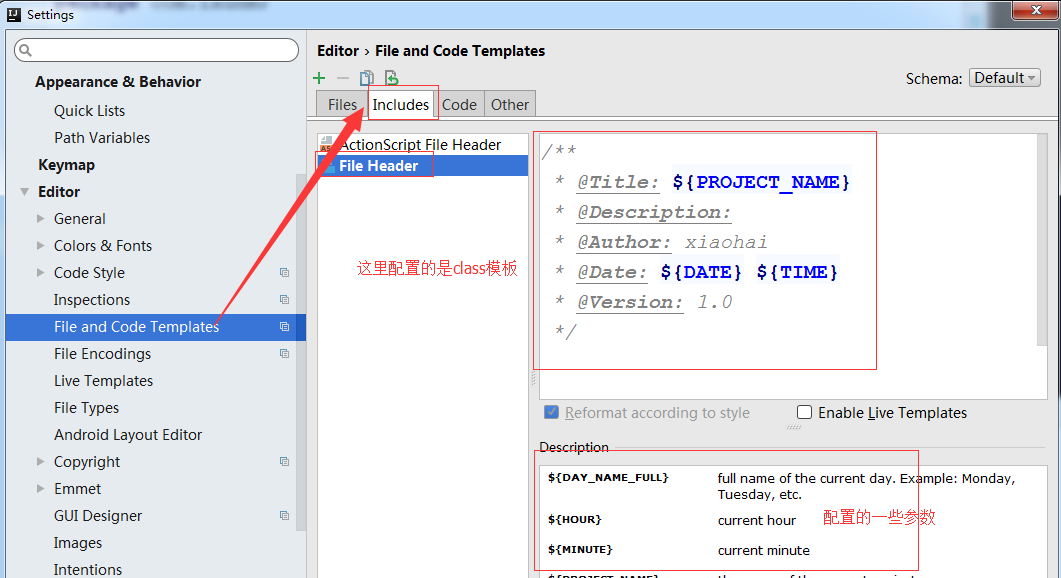 Settings
Appearance & Behavior
Quick Lists
Path Variables
Keymap
Editor
General
Colors & Fonts
Code Style
Inspections
File and Code Templates
File Encodings
Live Templates
File Types
Android Layout Editor
Copyright
Emmet
GUI Designer
Images
Intentions
Editor › File and Code Templates
Schema: Default
Files Includes Code Other
ActionScript File Header
File Header
这里配置的是class模板
/**
* @Title: ${PROJECT_NAME}
* @Description:
* @Author: xiaohai
* @Date: ${DATE} ${TIME}
* @Version: 1.0
*/
Reformat according to style Enable Live Templates
Description
${DAY_NAME_FULL} full name of the current day. Example: Monday,
Tuesday, etc.
${HOUR} current hour
配置的一些参数
${MINUTE} current minute